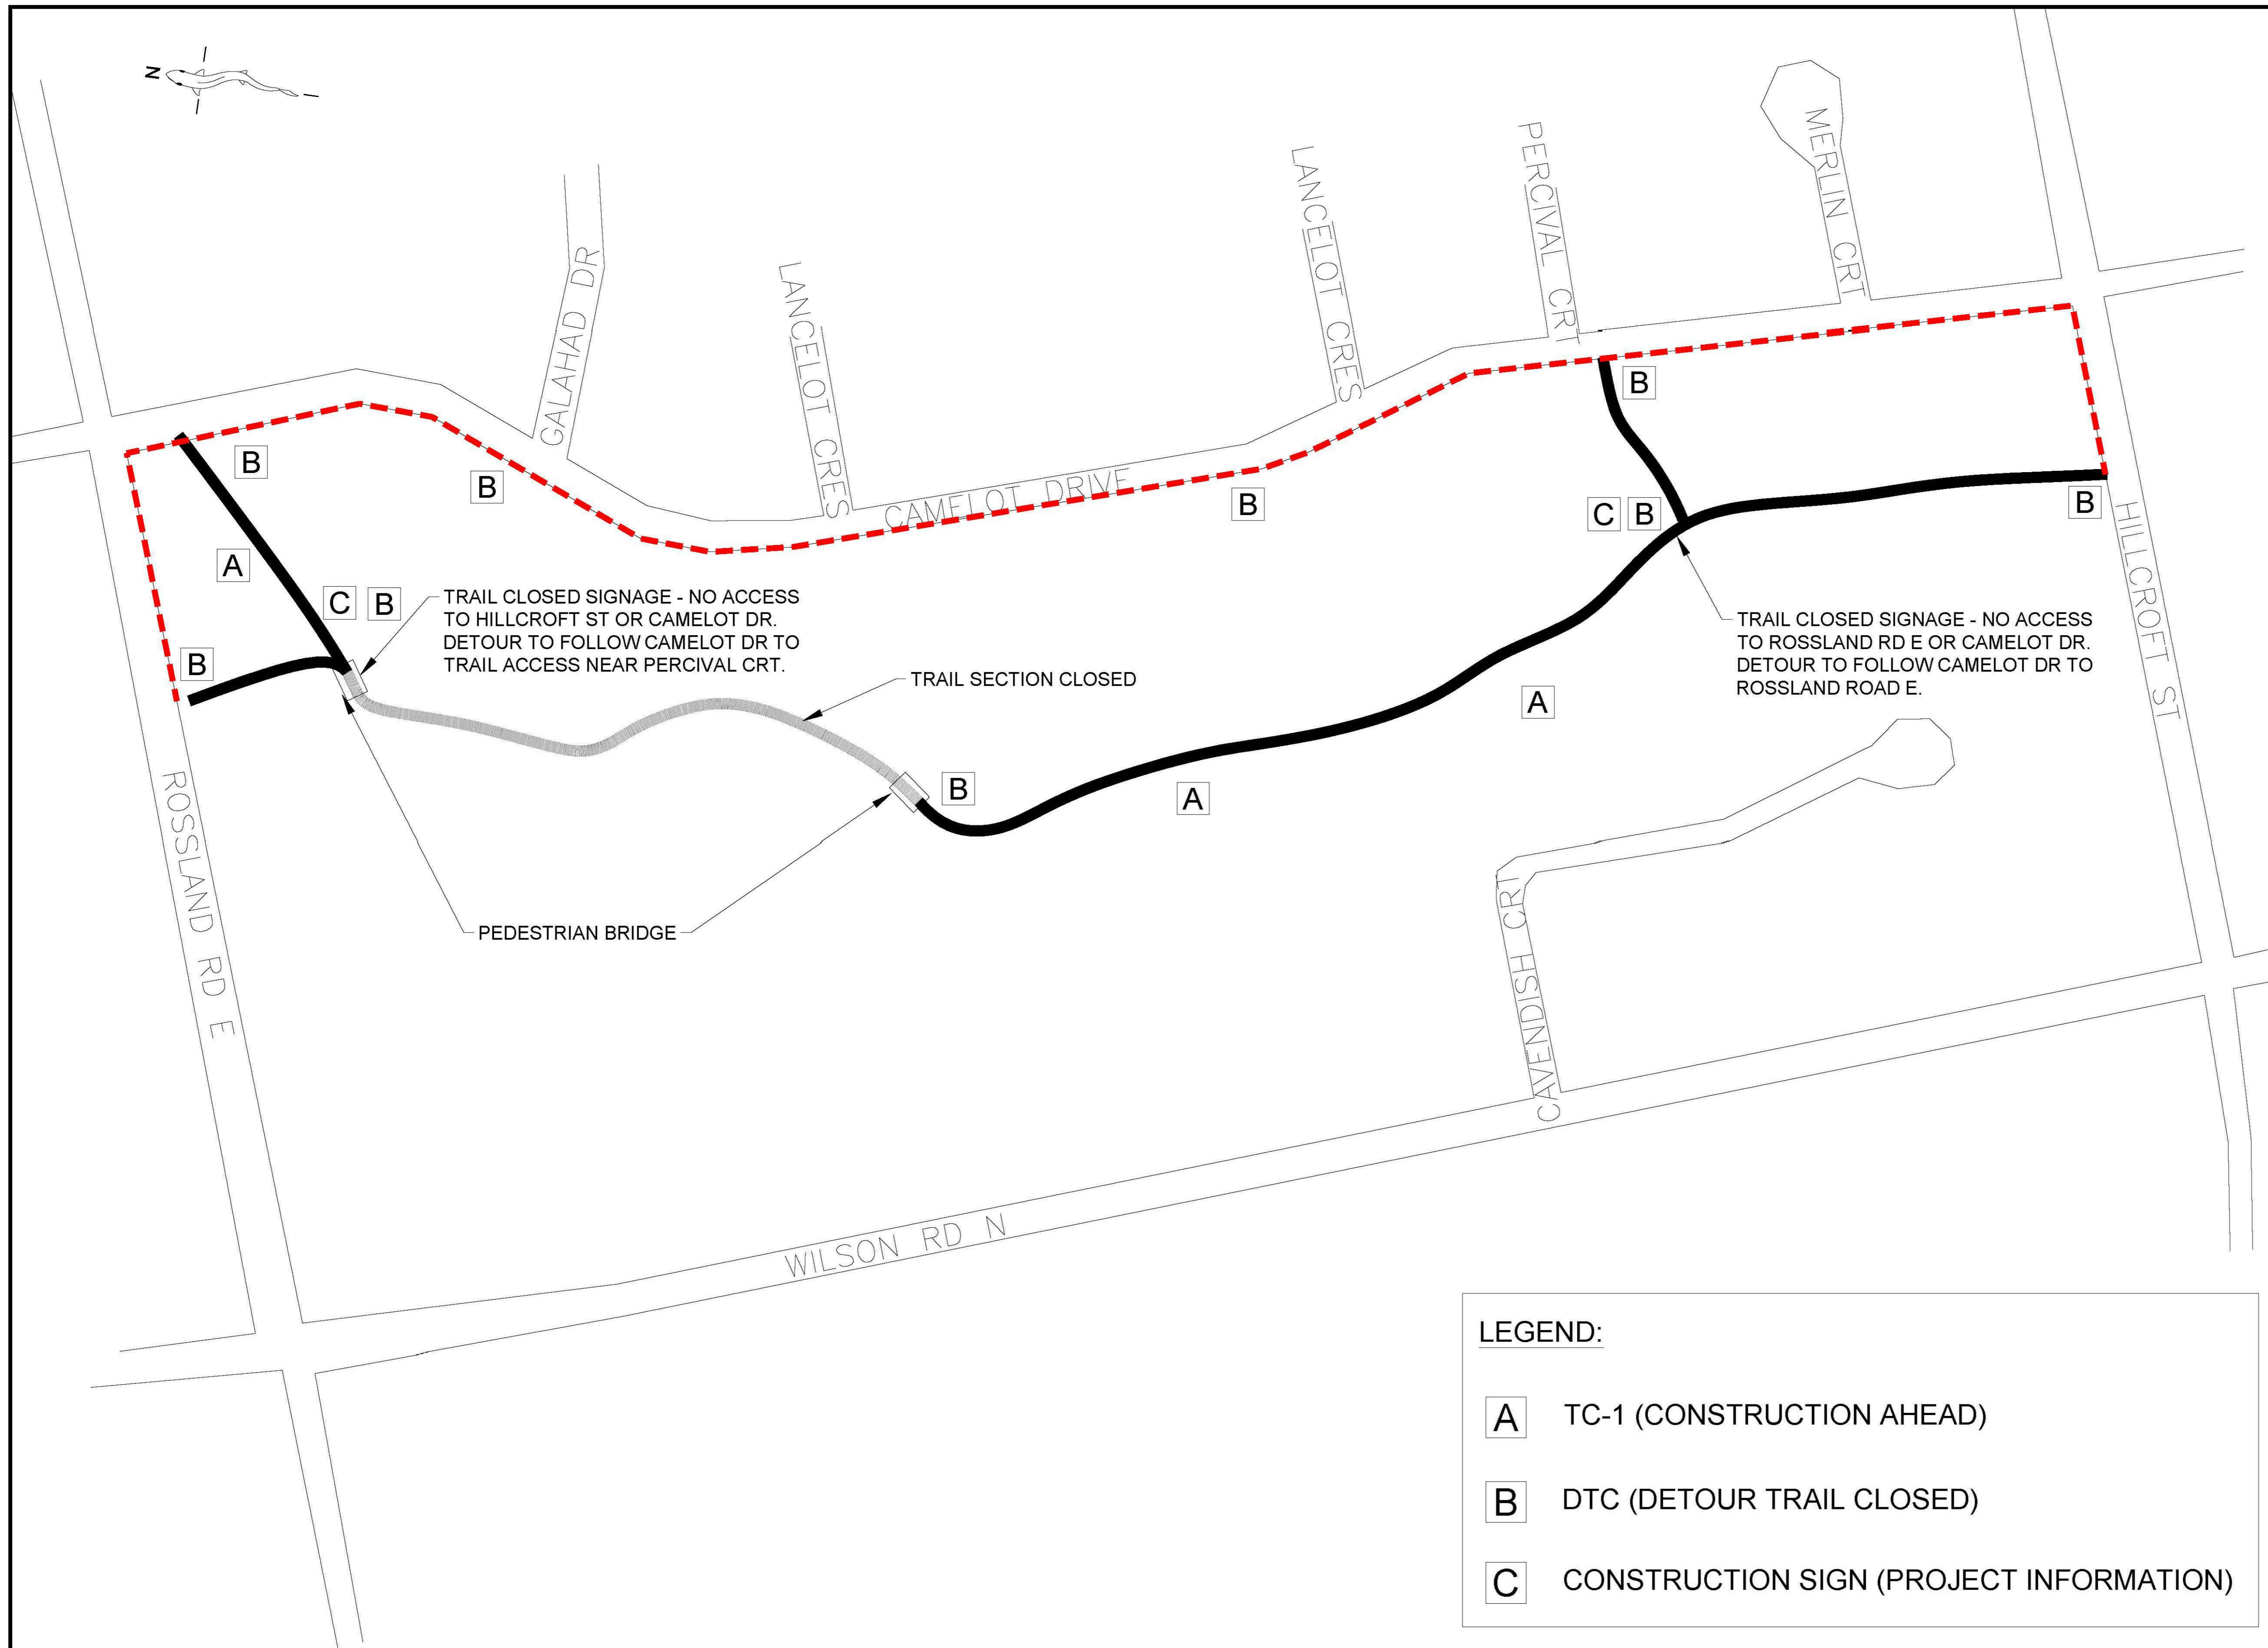 N
MERLIN CRT
PERCIVAL CRT
LANCELOT CRES
GALAHAD DR
LANCELOT CRES
B
B
B
CAMELOT DRIVE
B
B
C B
HILLCROFT ST
A
C B
TRAIL CLOSED SIGNAGE - NO ACCESS
TO HILLCROFT ST OR CAMELOT DR.
DETOUR TO FOLLOW CAMELOT DR TO
TRAIL ACCESS NEAR PERCIVAL CRT.
TRAIL CLOSED SIGNAGE - NO ACCESS
TO ROSSLAND RD E OR CAMELOT DR.
DETOUR TO FOLLOW CAMELOT DR TO
ROSSLAND ROAD E.
B
TRAIL SECTION CLOSED
A
B
A
ROSSLAND RD E
PEDESTRIAN BRIDGE
CAVENDISH CRT
WILSON RD N
LEGEND:
A TC-1 (CONSTRUCTION AHEAD)
B DTC (DETOUR TRAIL CLOSED)
C CONSTRUCTION SIGN (PROJECT INFORMATION)